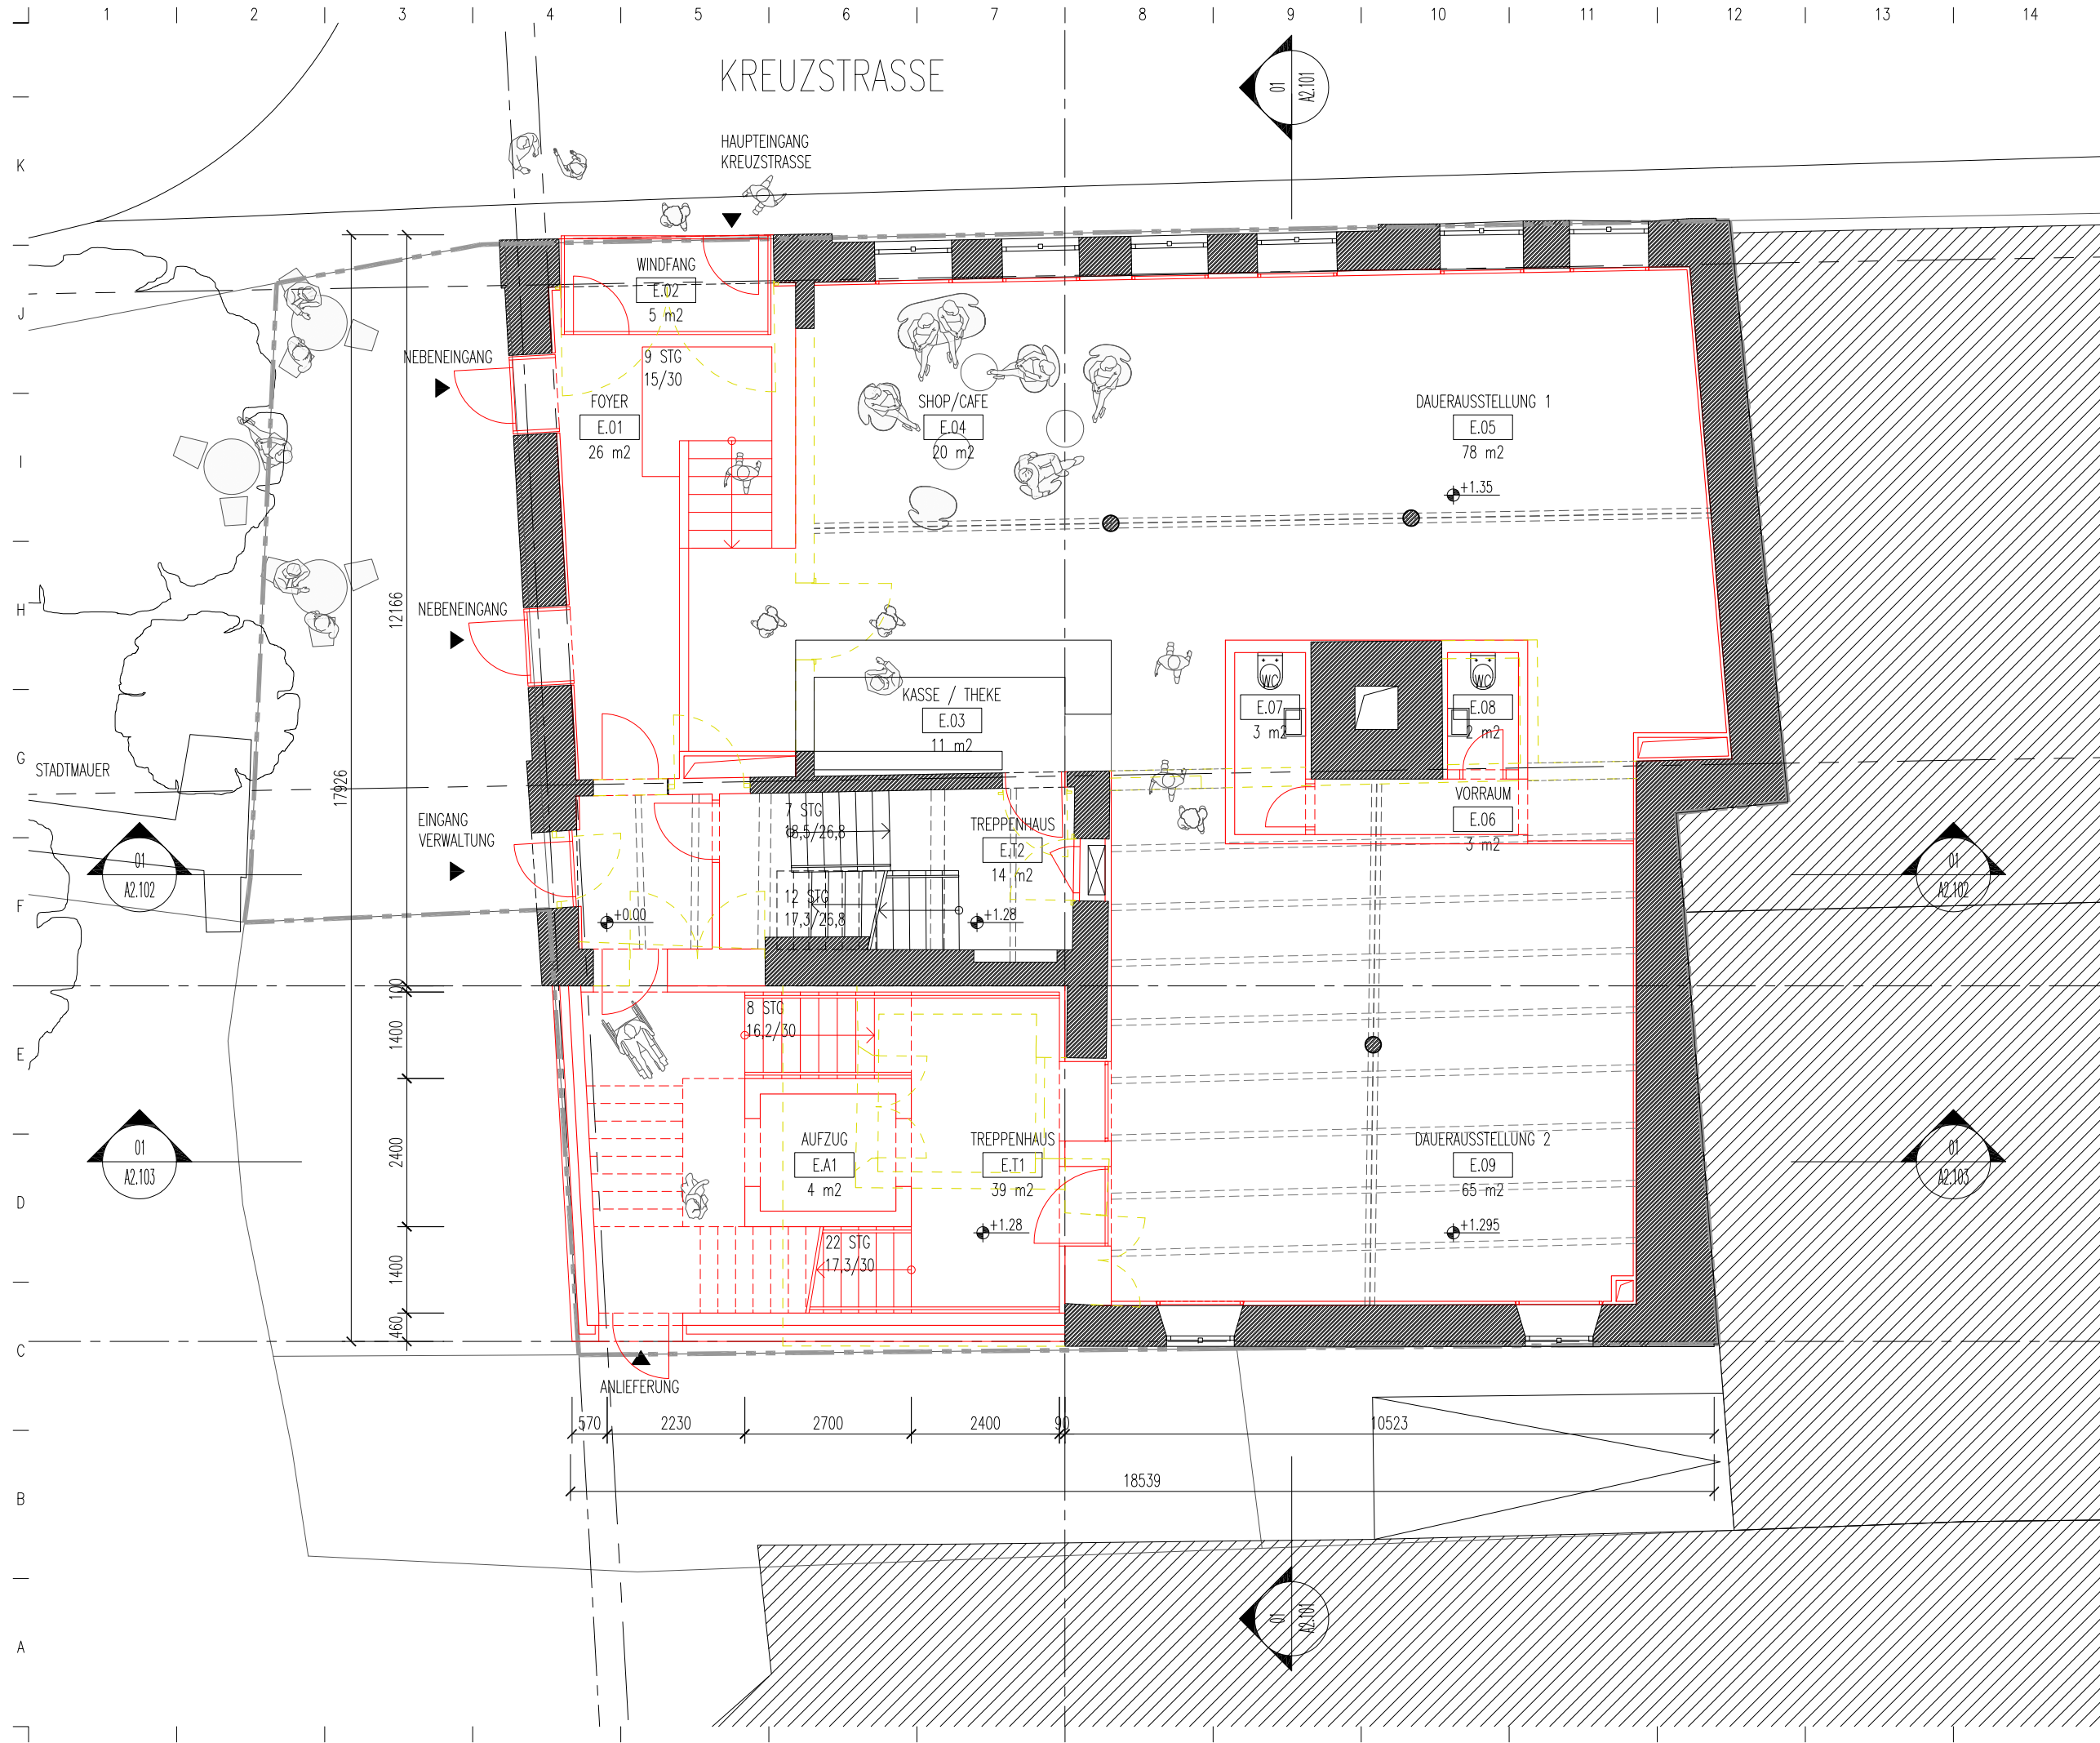 1 2 3 4 5 6 7 8 9 10 11 12 13 14
KREUZSTRASSE
01
A2.101
HAUPTEINGANG
KREUZSTRASSE
K
J
I
H
G
F
E
D
C
B
A
WINDFANG
E.02
5 m2
NEBENEINGANG
9 STG
15/30
FOYER
E.01
26 m2
SHOP/CAFE
E.04
20 m2
DAUERAUSSTELLUNG 1
E.05
78 m2
+1.35
NEBENEINGANG
12166
17926
KASSE / THEKE
E.03
11 m2
WC
E.07
3 m2
WC
E.08
2 m2
STADTMAUER
VORRAUM
E.06
3 m2
EINGANG
VERWALTUNG
7 STG
18,5/26,8
TREPPENHAUS
E.T2
14 m2
12 STG
17,3/26,8
+0.00
+1.28
01
A2.102
01
A2.102
100
1400
2400
1400
460
8 STG
16,2/30
AUFZUG
E.A1
4 m2
TREPPENHAUS
E.T1
39 m2
+1.28
DAUERAUSSTELLUNG 2
E.09
65 m2
+1.295
01
A2.103
01
A2.103
22 STG
17,3/30
ANLIEFERUNG
570 2230 2700 2400 90 10523
18539
01
A2.101